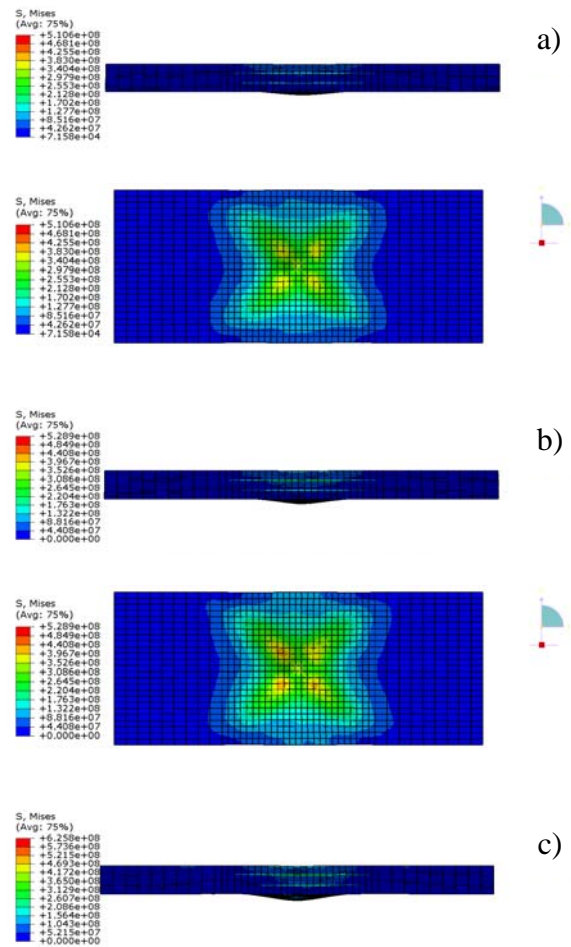 a)
S, Mises
(Avg: 75%)
+5.106e+08
+4.681e+08
+4.255e+08
+3.830e+08
+3.404e+08
+2.979e+08
+2.553e+08
+2.128e+08
+1.702e+08
+1.277e+08
+8.516e+07
+4.262e+07
+7.158e+04
S, Mises
(Avg: 75%)
+5.106e+08
+4.681e+08
+4.255e+08
+3.830e+08
+3.404e+08
+2.979e+08
+2.553e+08
+2.128e+08
+1.702e+08
+1.277e+08
+8.516e+07
+4.262e+07
+7.158e+04
b)
S, Mises
(Avg: 75%)
+5.289e+08
+4.849e+08
+4.408e+08
+3.967e+08
+3.526e+08
+3.086e+08
+2.645e+08
+2.204e+08
+1.763e+08
+1.322e+08
+8.816e+07
+4.408e+07
+0.000e+00
S, Mises
(Avg: 75%)
+5.289e+08
+4.849e+08
+4.408e+08
+3.967e+08
+3.526e+08
+3.086e+08
+2.645e+08
+2.204e+08
+1.763e+08
+1.322e+08
+8.816e+07
+4.408e+07
+0.000e+00
c)
S, Mises
(Avg: 75%)
+6.258e+08
+5.736e+08
+5.215e+08
+4.693e+08
+4.172e+08
+3.650e+08
+3.129e+08
+2.607e+08
+2.086e+08
+1.564e+08
+1.043e+08
+5.215e+07
+0.000e+00